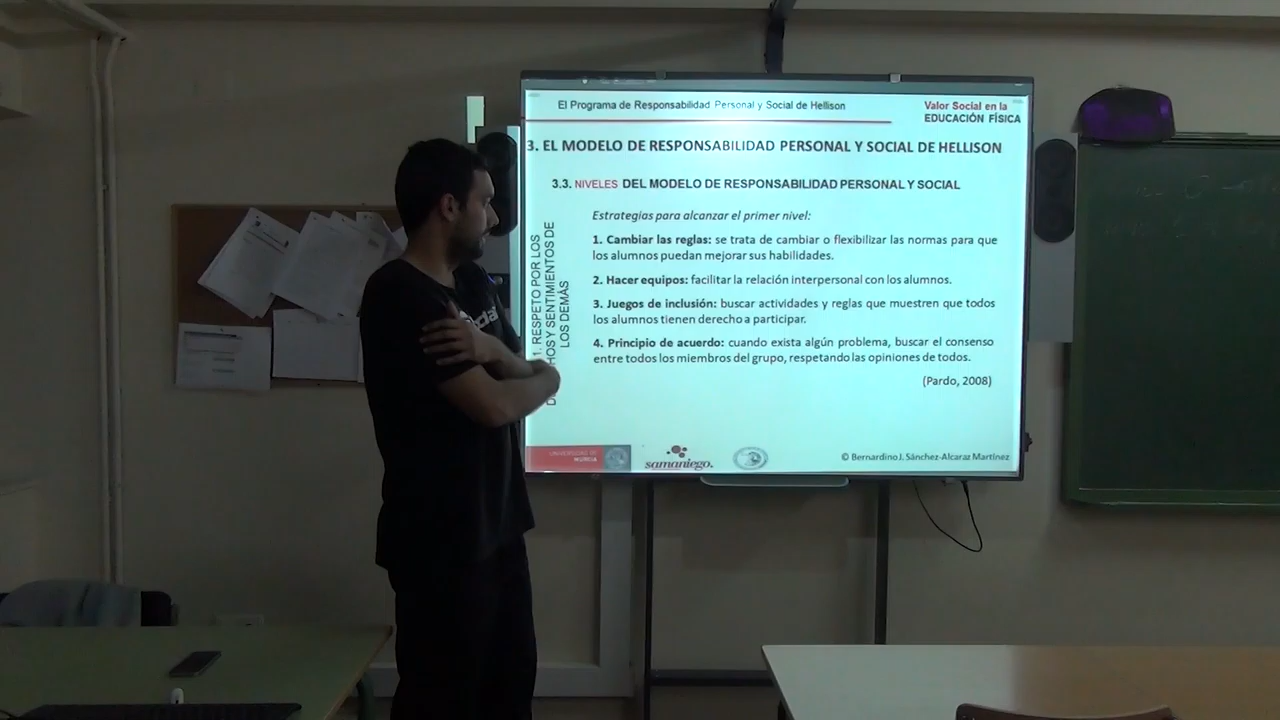 El Programa de Responsabilidad Personal y Social de Hellison
Valor Social en la
EDUCACIÓN FÍSICA
3. EL MODELO DE RESPONSABILIDAD PERSONAL Y SOCIAL DE HELLISON
3.3. NIVELES DEL MODELO DE RESPONSABILIDAD PERSONAL Y SOCIAL
1. RESPETO POR LOS
HOS Y SENTIMIENTOS DE
LOS DEMÁS
Estrategias para alcanzar el primer nivel:
1. Cambiar las reglas: se trata de cambiar o flexibilizar las normas para que
los alumnos puedan mejorar sus habilidades.
2. Hacer equipos: facilitar la relación interpersonal con los alumnos.
3. Juegos de inclusión: buscar actividades y reglas que muestren que todos
los alumnos tienen derecho a participar.
4. Principio de acuerdo: cuando exista algún problema, buscar el consenso
entre todos los miembros del grupo, respetando las opiniones de todos.
(Pardo, 2008)
UNIVERSIDAD DE
MURCIA
samaniego.
© Bernardino J. Sánchez-Alcaraz Martínez